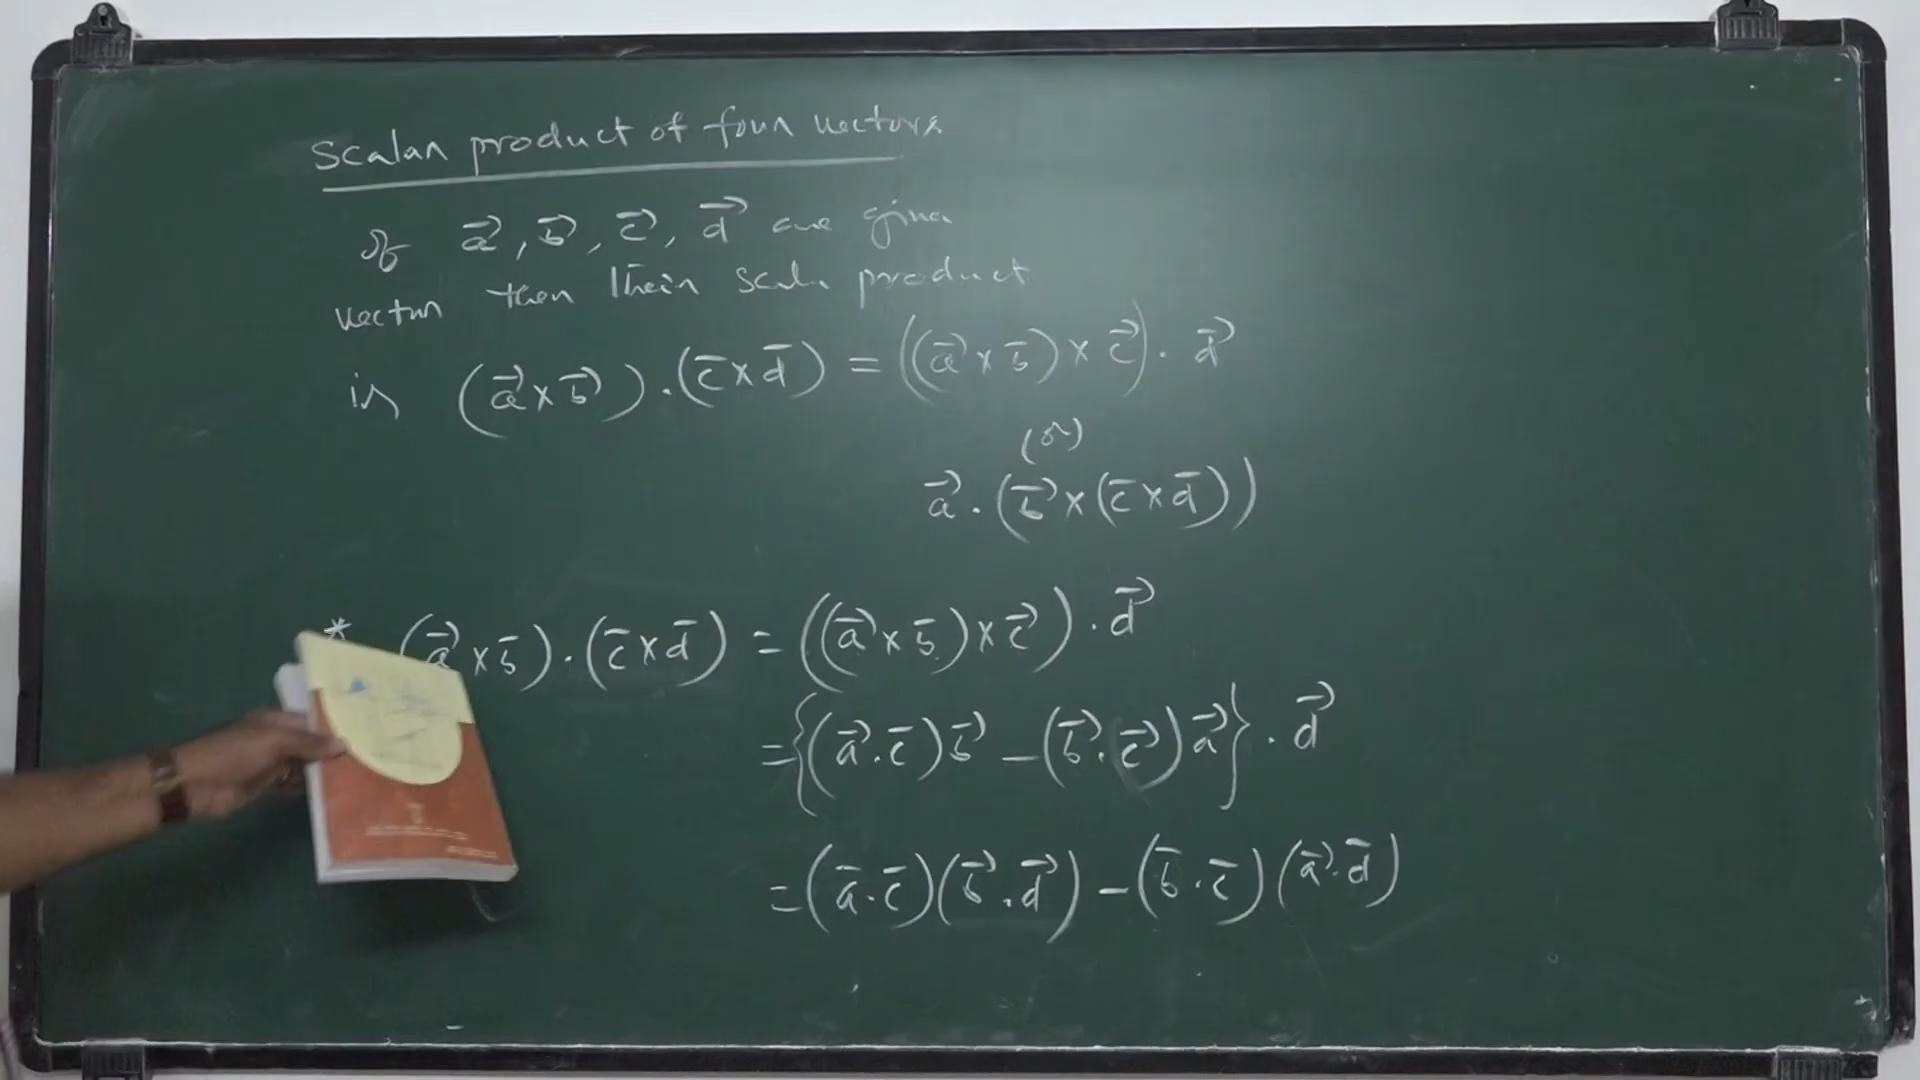 Scalar product of four vectors
If a⃗, b⃗, c⃗, d⃗ are given
vector then their scalar product
is (a⃗ × b⃗) . (c̄ × d̄) = ((a⃗ × b̄) × c⃗) . d⃗
(or)
a⃗ . (b⃗ × (c̄ × d̄))
* (a⃗ × b̄) . (c̄ × d̄) = ((a⃗ × b̄) × c⃗) . d⃗
= {(a⃗ . c̄) b⃗ − (b⃗ . c⃗) a⃗} . d⃗
= (ā . c̄) (b⃗ . d⃗) − (b̄ . c̄) (a⃗ . d̄)